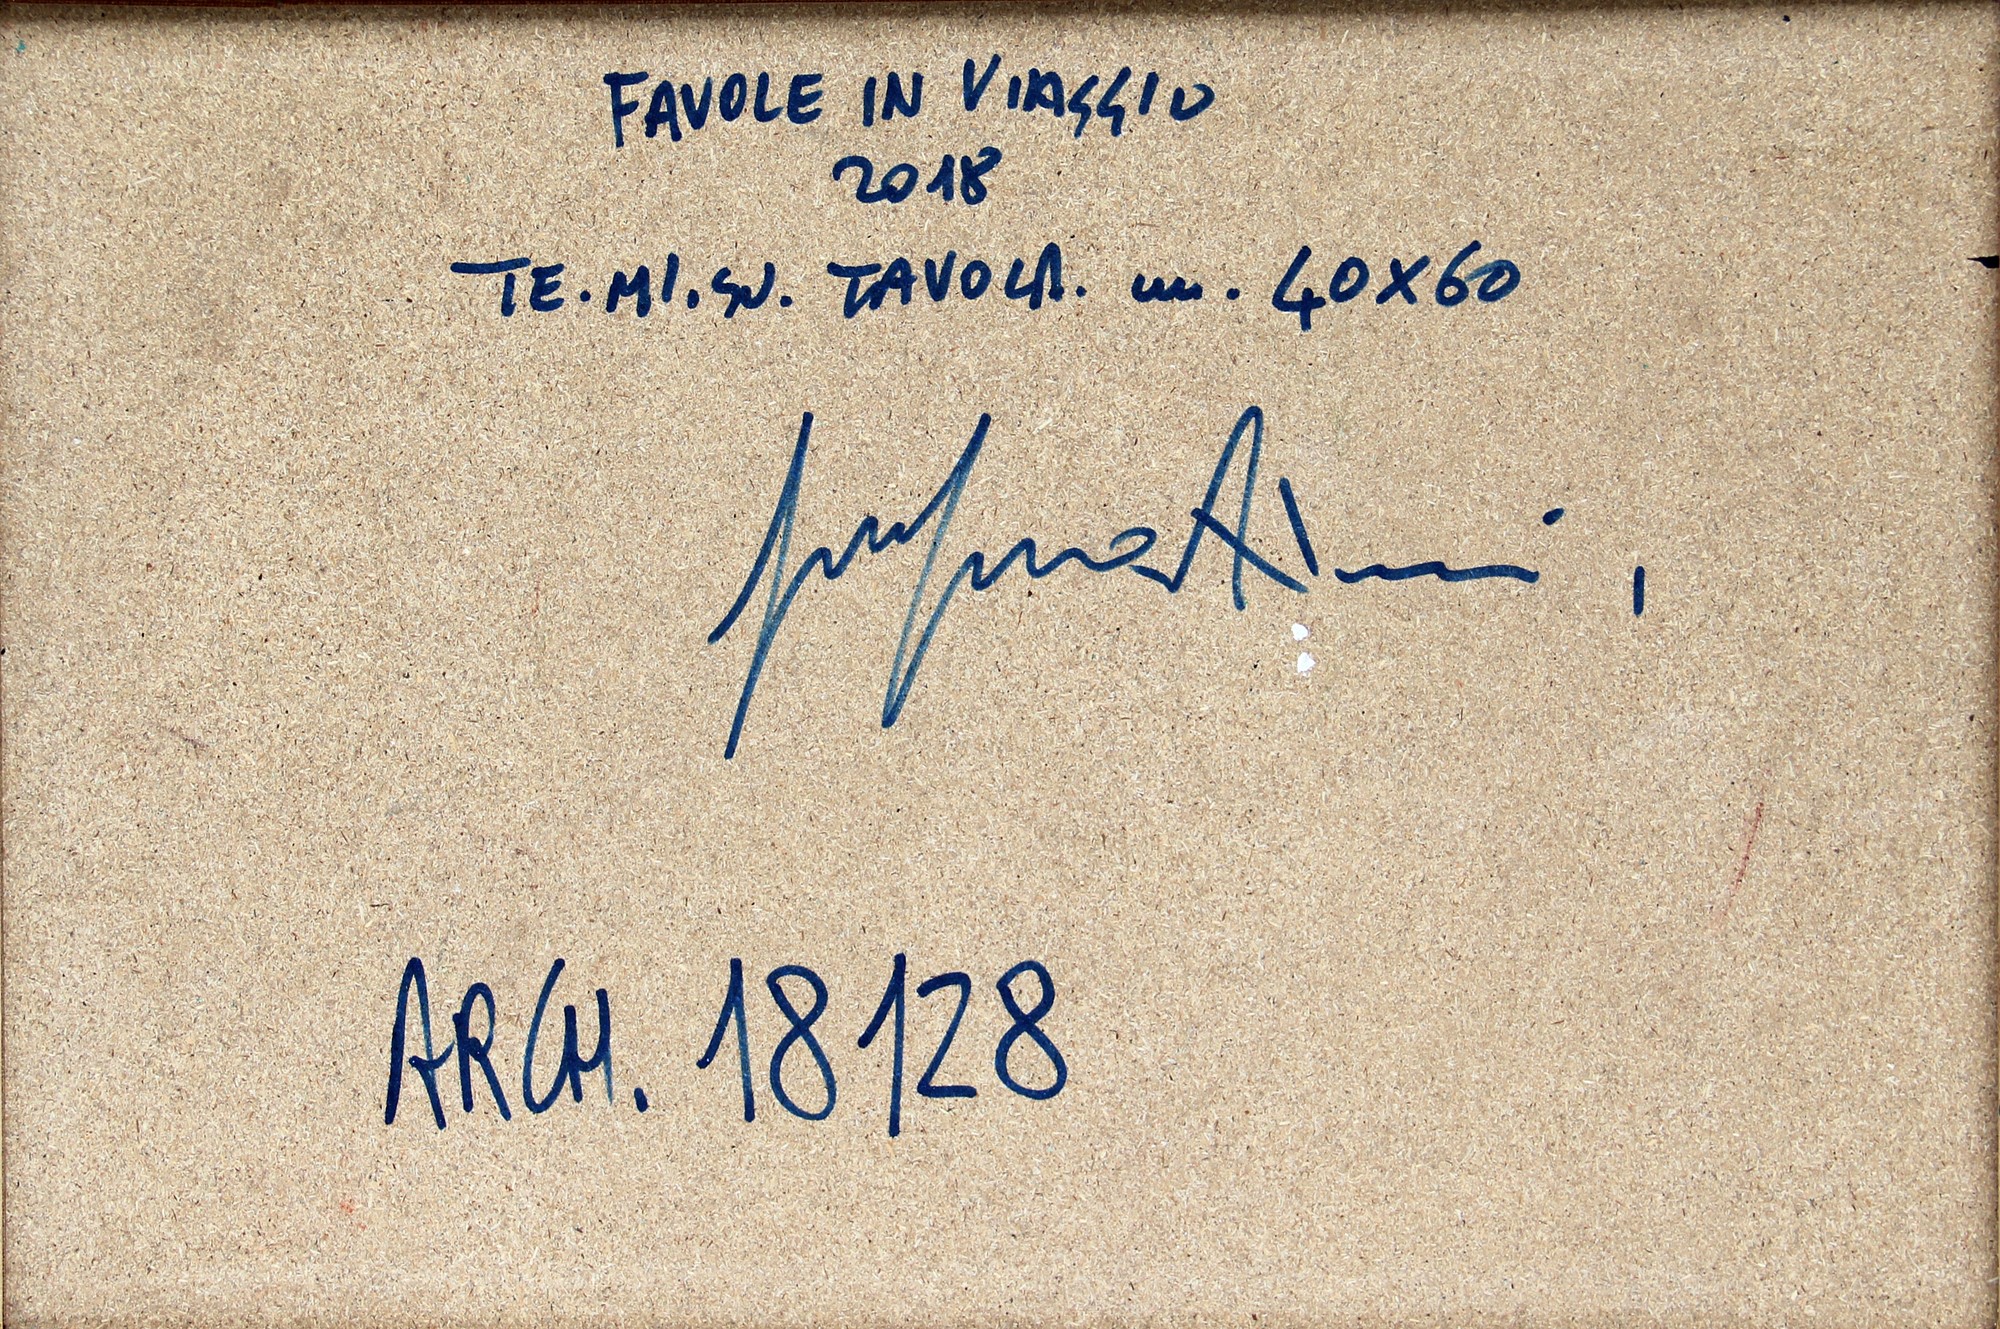 FAVOLE IN VIAGGIO
2018
TE.MI.SU. TAVOLA. cm. 40X60
ARCH. 18128